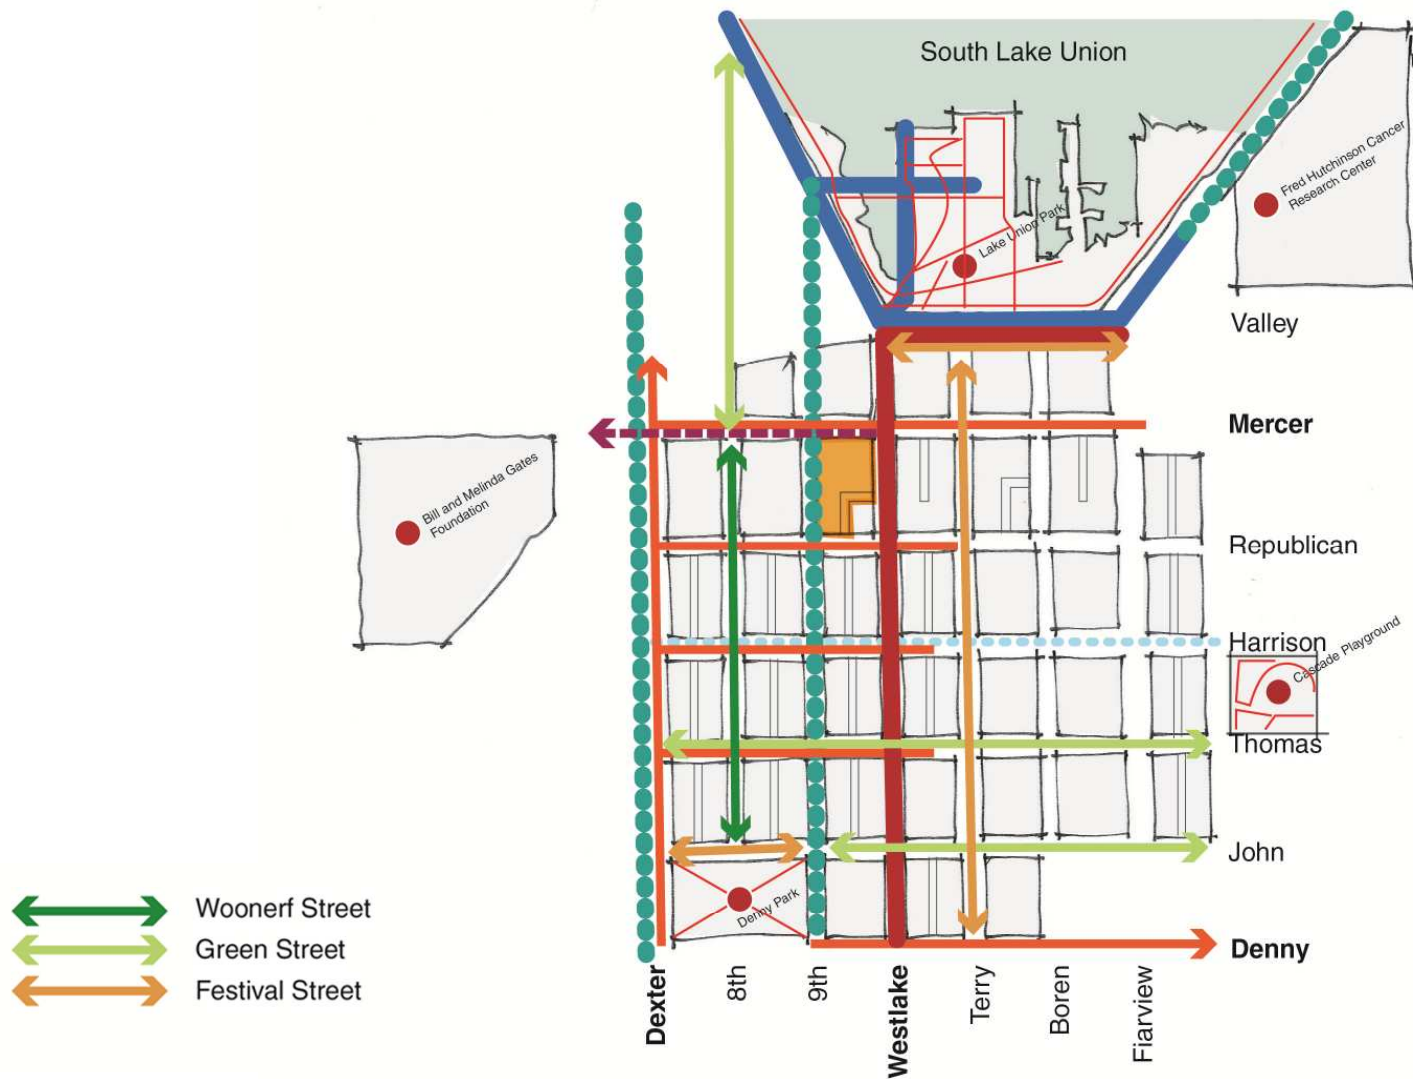 South Lake Union
Fred Hutchinson Cancer
Research Center
Lake Union Park
Valley
Mercer
Bill and Melinda Gates
Foundation
Republican
Harrison
Cascade Playground
Thomas
John
Denny Park
Denny
Woonerf Street
Green Street
Festival Street
Dexter
8th
9th
Westlake
Terry
Boren
Fiarview